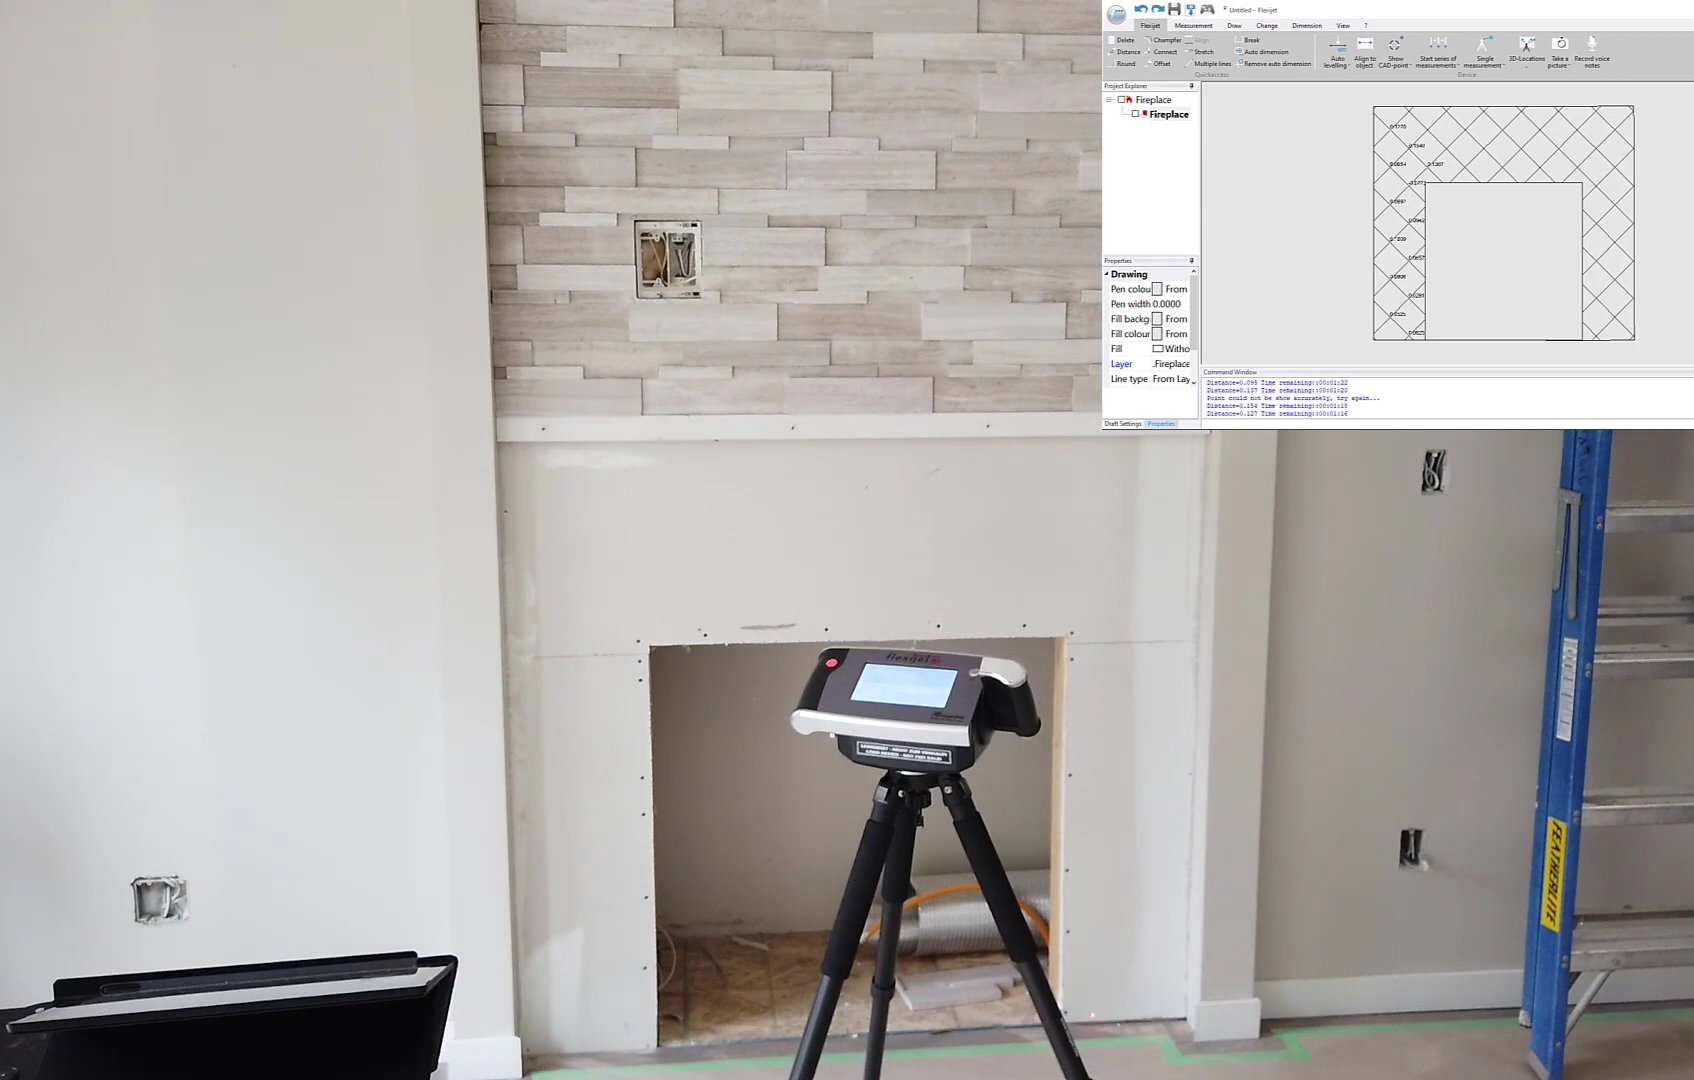 Untitled - Flexijet
Flexijet Measurement Draw Change Dimension View ?
Delete Champfer Align Break
Distance Connect Stretch Auto dimension
Round Offset Multiple lines Remove auto dimension
Quickaccess
Auto levelling
Align to object
Show CAD-point
Start series of measurements
Single measurement
3D-Locations
Take a picture
Record voice notes
Device
Project Explorer
Fireplace
Fireplace
Properties
Drawing
Pen colou From
Pen width 0.0000
Fill backg From
Fill colour From
Fill Witho
Layer .Fireplace
Line type From Lay
Draft Settings Properties
Command Window
Distance=0.095 Time remaining::00:01:22
Distance=0.137 Time remaining::00:01:20
Point could not be show accurately, try again...
Distance=0.154 Time remaining::00:01:18
Distance=0.127 Time remaining::00:01:16
flexijet
FEATHERLITE